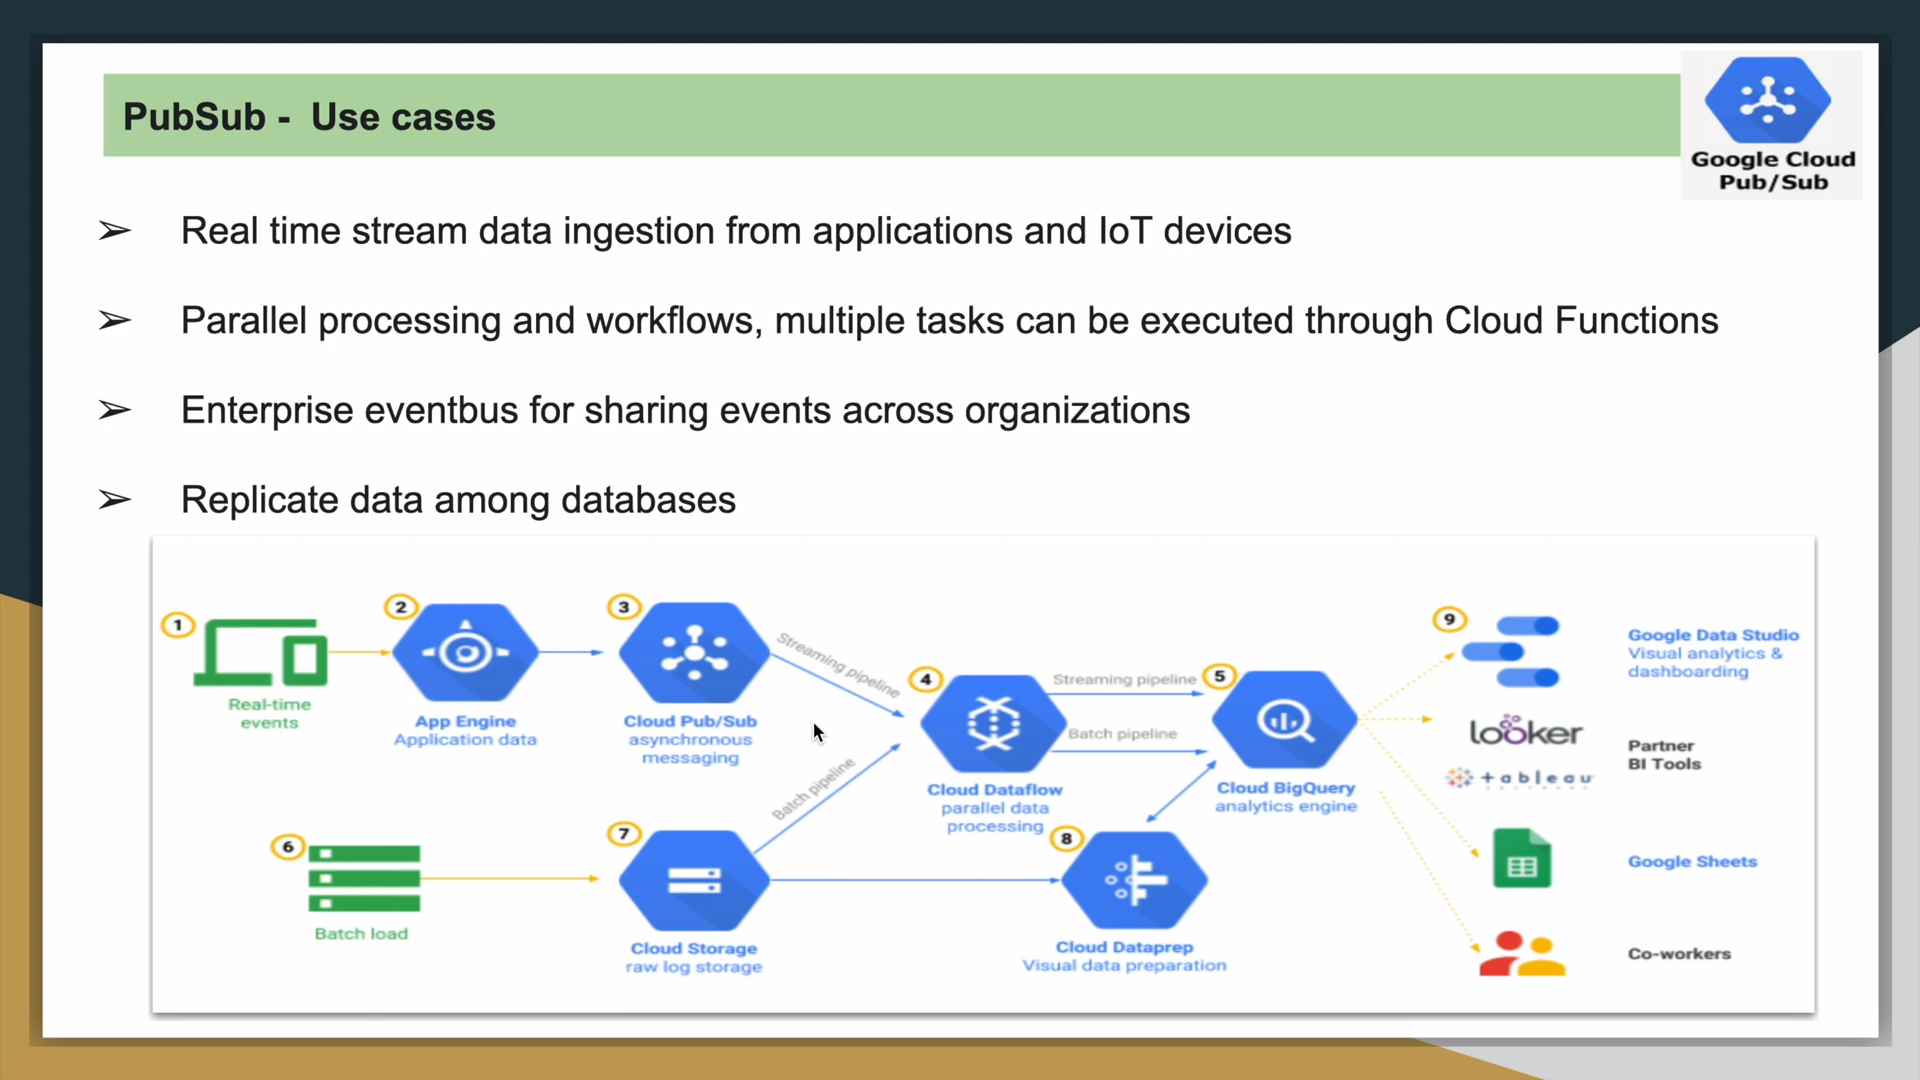 PubSub -  Use cases
Google Cloud
Pub/Sub
➢ Real time stream data ingestion from applications and IoT devices
➢ Parallel processing and workflows, multiple tasks can be executed through Cloud Functions
➢ Enterprise eventbus for sharing events across organizations
➢ Replicate data among databases
1
Real-time
events
2
App Engine
Application data
3
Cloud Pub/Sub
asynchronous
messaging
Streaming pipeline
Batch pipeline
4
Cloud Dataflow
parallel data
processing
Streaming pipeline
Batch pipeline
5
Cloud BigQuery
analytics engine
6
Batch load
7
Cloud Storage
raw log storage
8
Cloud Dataprep
Visual data preparation
9
Google Data Studio
Visual analytics &
dashboarding
looker
+ableau
Partner
BI Tools
Google Sheets
Co-workers